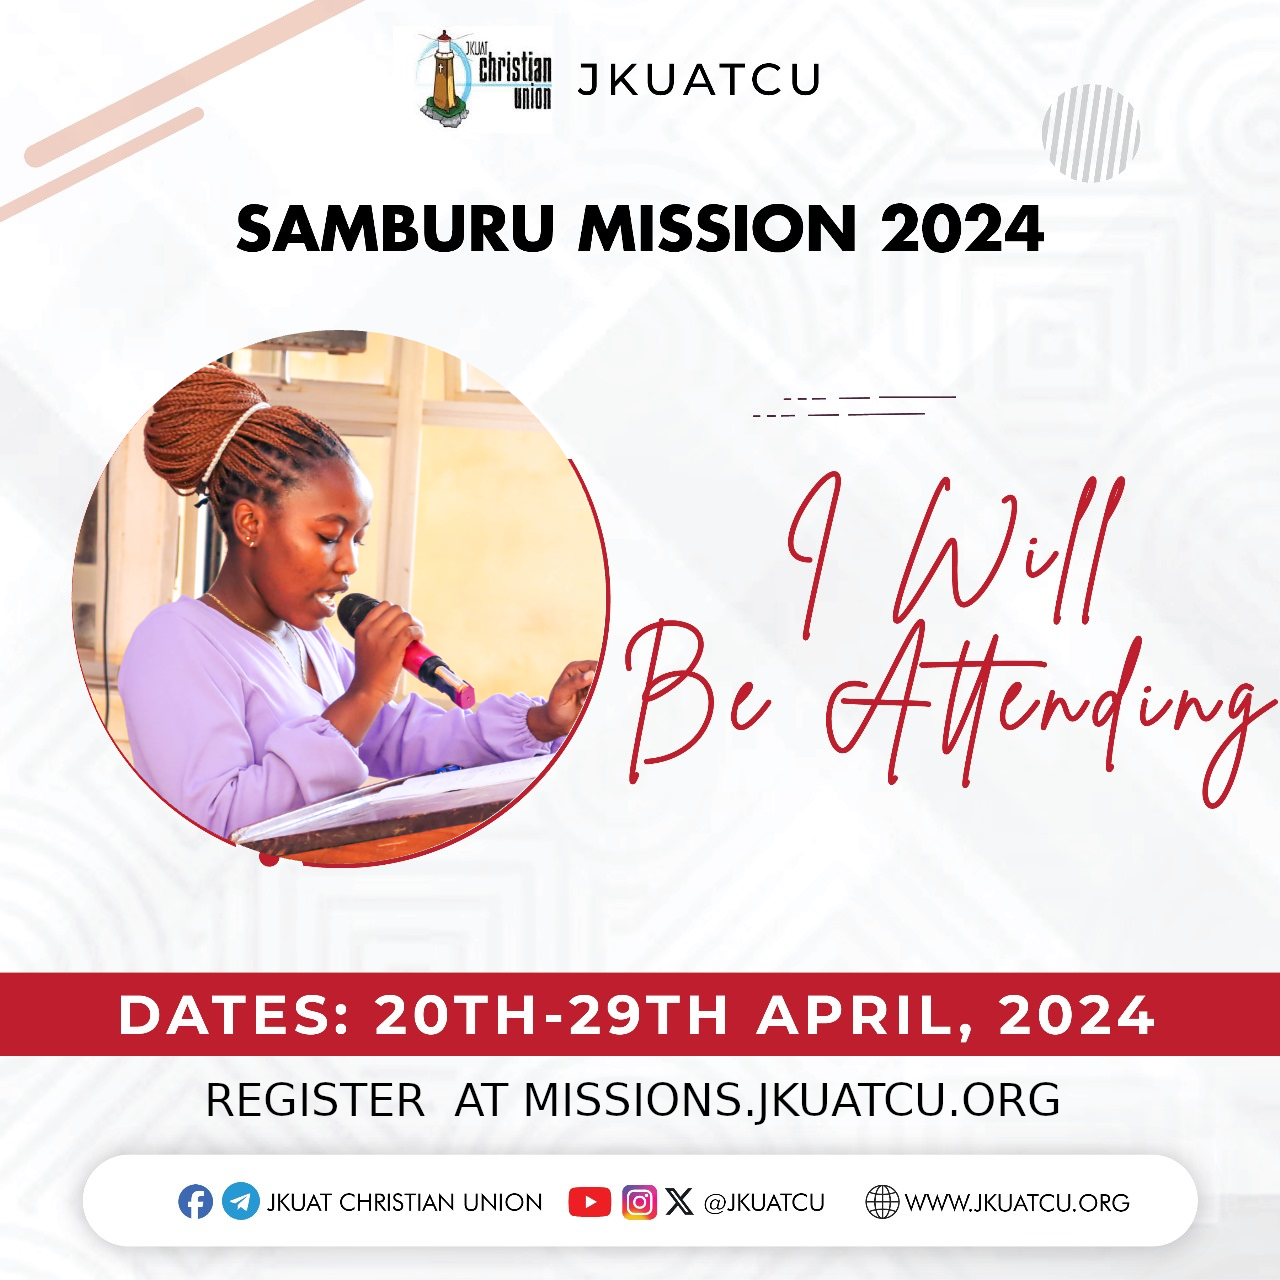 JKUAT
christian
union
JKUATCU
SAMBURU MISSION 2024
I Will
Be Attending
DATES: 20TH-29TH APRIL, 2024
REGISTER  AT MISSIONS.JKUATCU.ORG
JKUAT CHRISTIAN UNION @JKUATCU WWW.JKUATCU.ORG